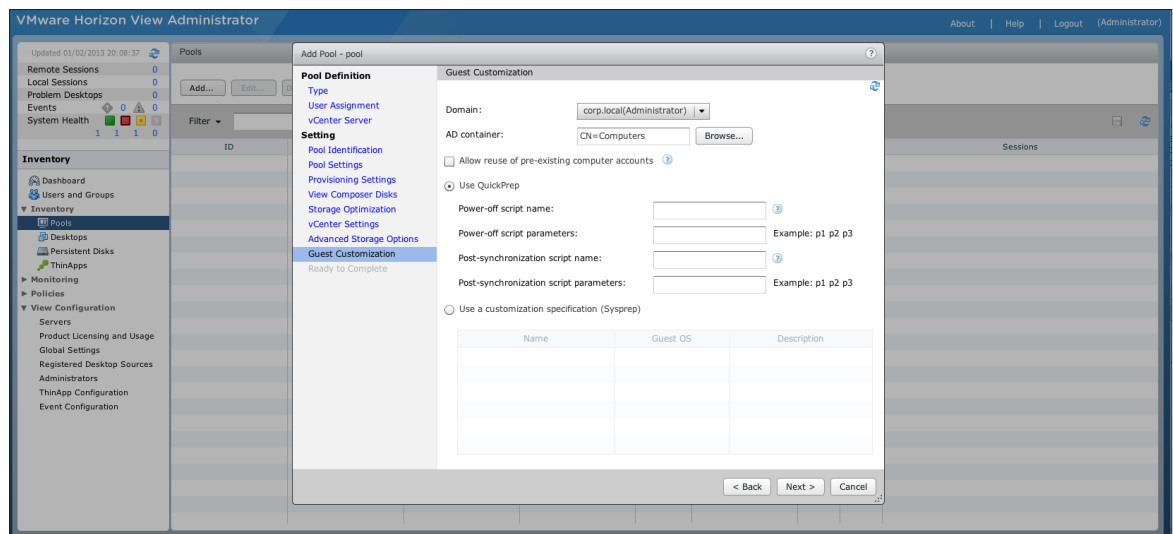 VMware Horizon View Administrator
About | Help | Logout (Administrator)
Updated 01/02/2013 20:08:37
Remote Sessions 0
Local Sessions 0
Problem Desktops 0
Events 0 0
System Health
1 1 1 0
Inventory
Dashboard
Users and Groups
Inventory
Pools
Desktops
Persistent Disks
ThinApps
Monitoring
Policies
View Configuration
Servers
Product Licensing and Usage
Global Settings
Registered Desktop Sources
Administrators
ThinApp Configuration
Event Configuration
Pools
Add... Edit...
Filter
ID
Sessions
Add Pool - pool
Pool Definition
Type
User Assignment
vCenter Server
Setting
Pool Identification
Pool Settings
Provisioning Settings
View Composer Disks
Storage Optimization
vCenter Settings
Advanced Storage Options
Guest Customization
Ready to Complete
Guest Customization
Domain: corp.local(Administrator)
AD container: CN=Computers Browse...
Allow reuse of pre-existing computer accounts
Use QuickPrep
Power-off script name:
Power-off script parameters: Example: p1 p2 p3
Post-synchronization script name:
Post-synchronization script parameters: Example: p1 p2 p3
Use a customization specification (Sysprep)
Name Guest OS Description
< Back Next > Cancel